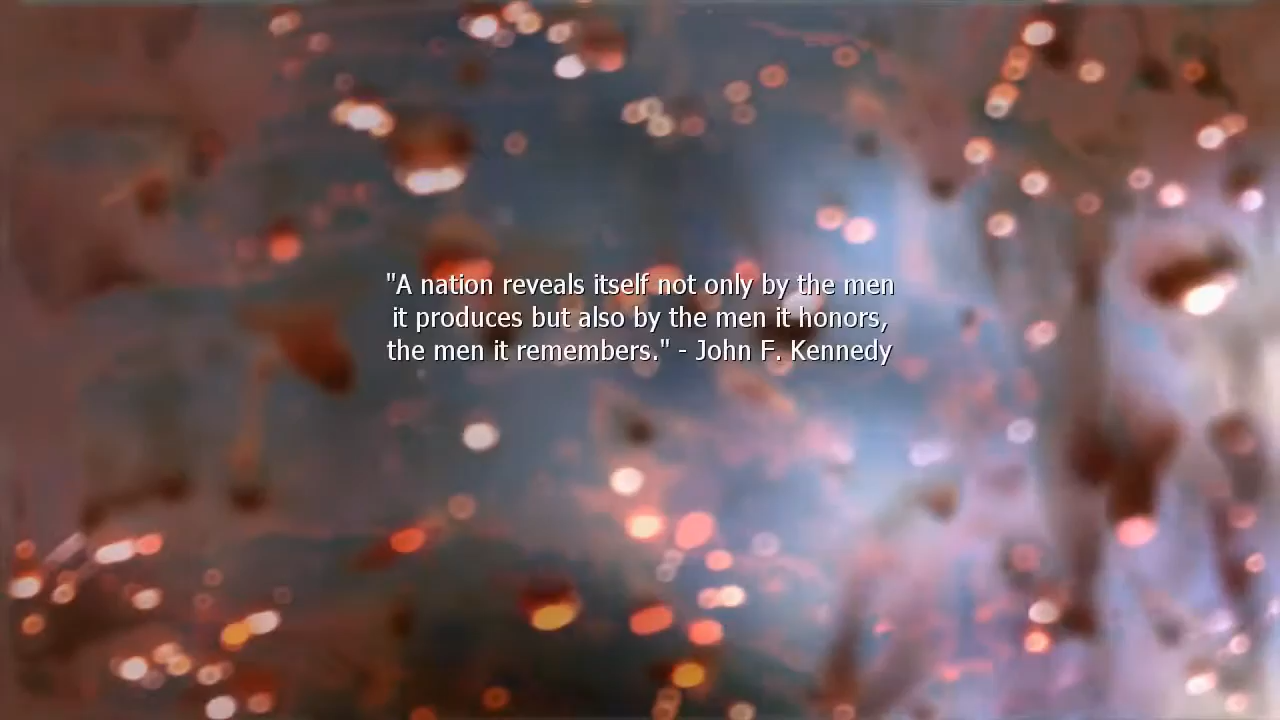 "A nation reveals itself not only by the men
it produces but also by the men it honors,
the men it remembers." - John F. Kennedy